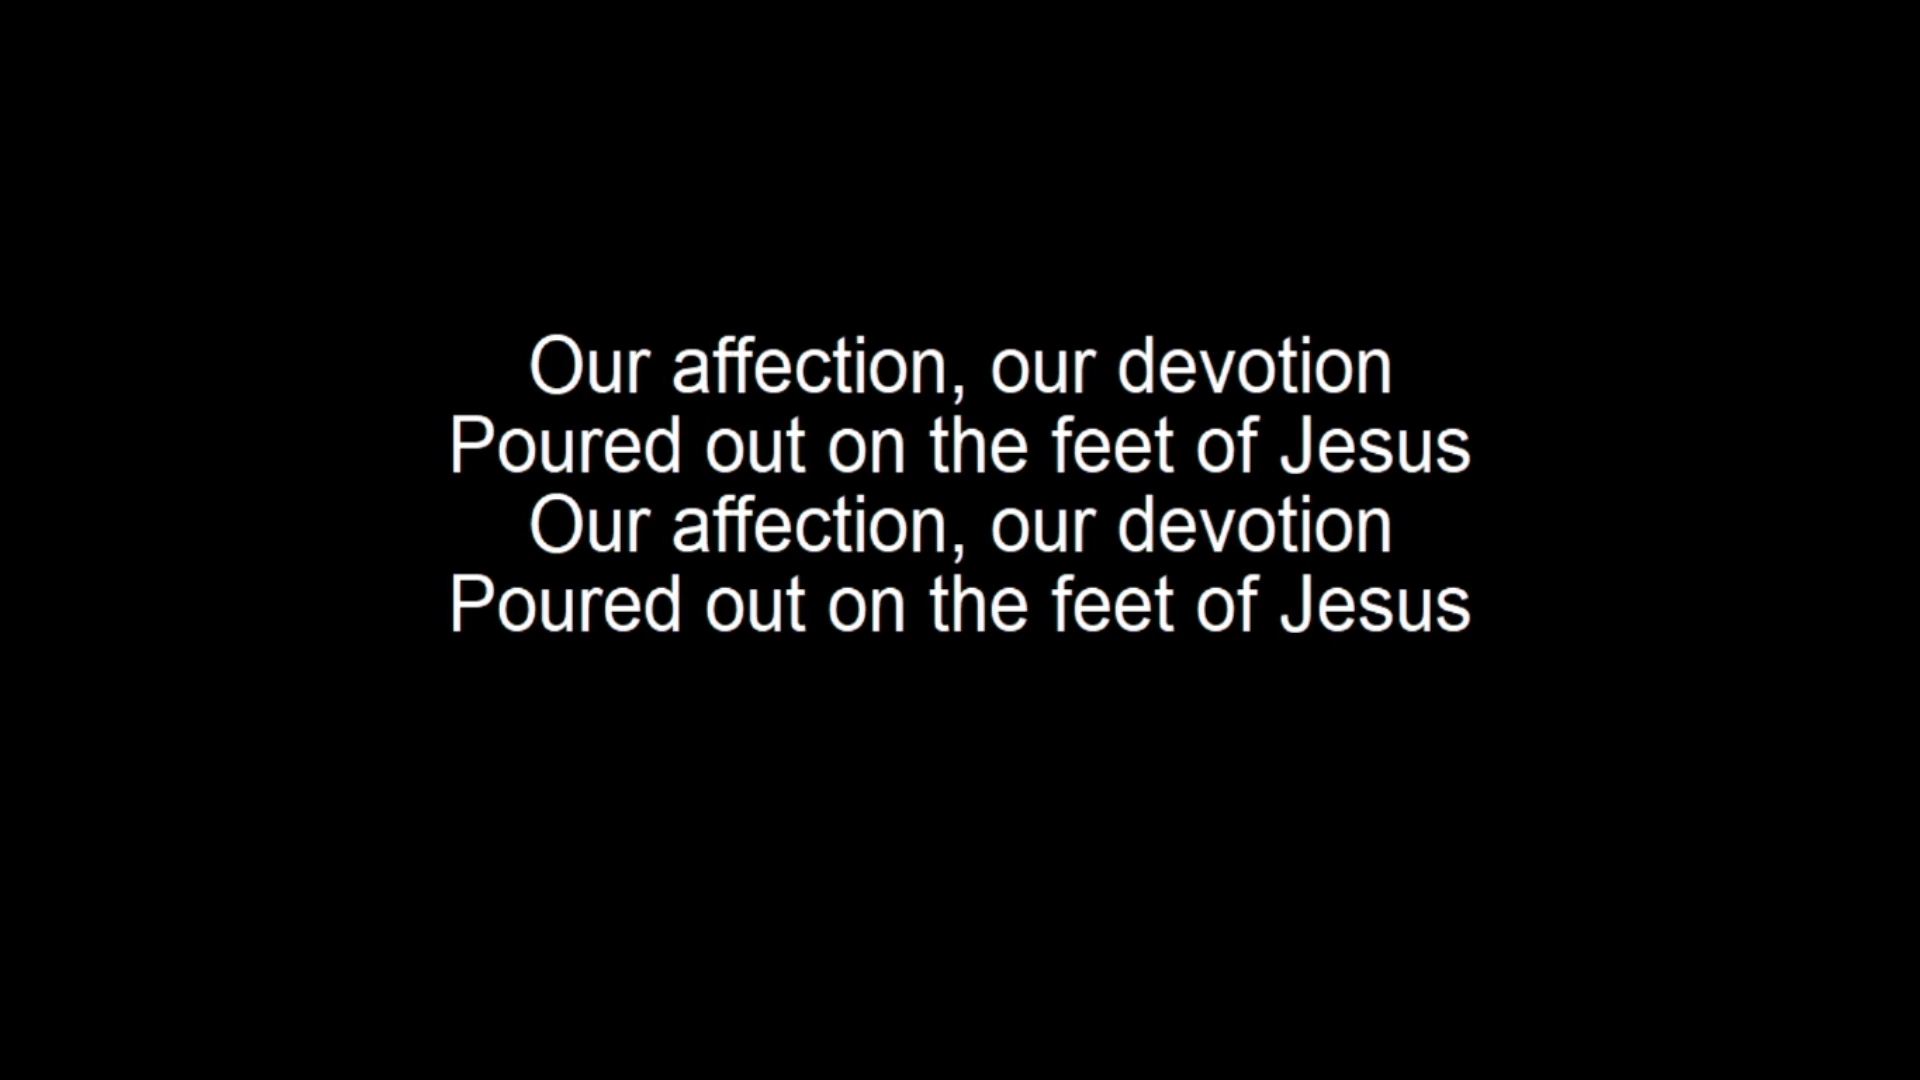 Our affection, our devotion
Poured out on the feet of Jesus
Our affection, our devotion
Poured out on the feet of Jesus